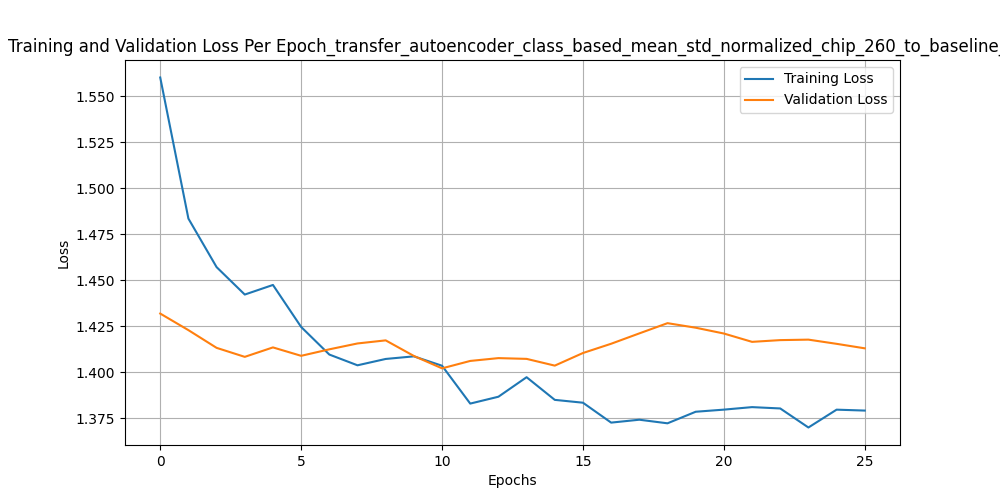 Training and Validation Loss Per Epoch_transfer_autoencoder_class_based_mean_std_normalized_chip_260_to_baseline_
Training Loss
Validation Loss
1.550
1.525
1.500
1.475
1.450
1.425
1.400
1.375
Loss
0 5 10 15 20 25
Epochs